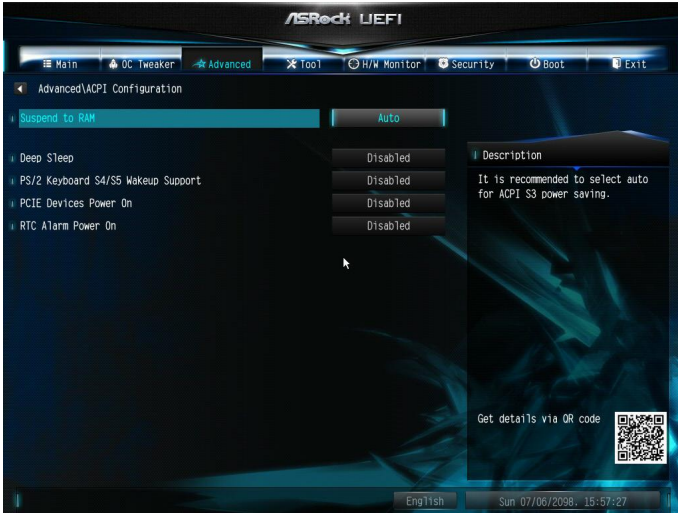 ASRock UEFI
Main OC Tweaker Advanced Tool H/W Monitor Security Boot Exit
Advanced\ACPI Configuration
Suspend to RAM Auto
Deep Sleep Disabled
PS/2 Keyboard S4/S5 Wakeup Support Disabled
PCIE Devices Power On Disabled
RTC Alarm Power On Disabled
Description
It is recommended to select auto
for ACPI S3 power saving.
Get details via QR code
English Sun 07/06/2098. 15:57:27